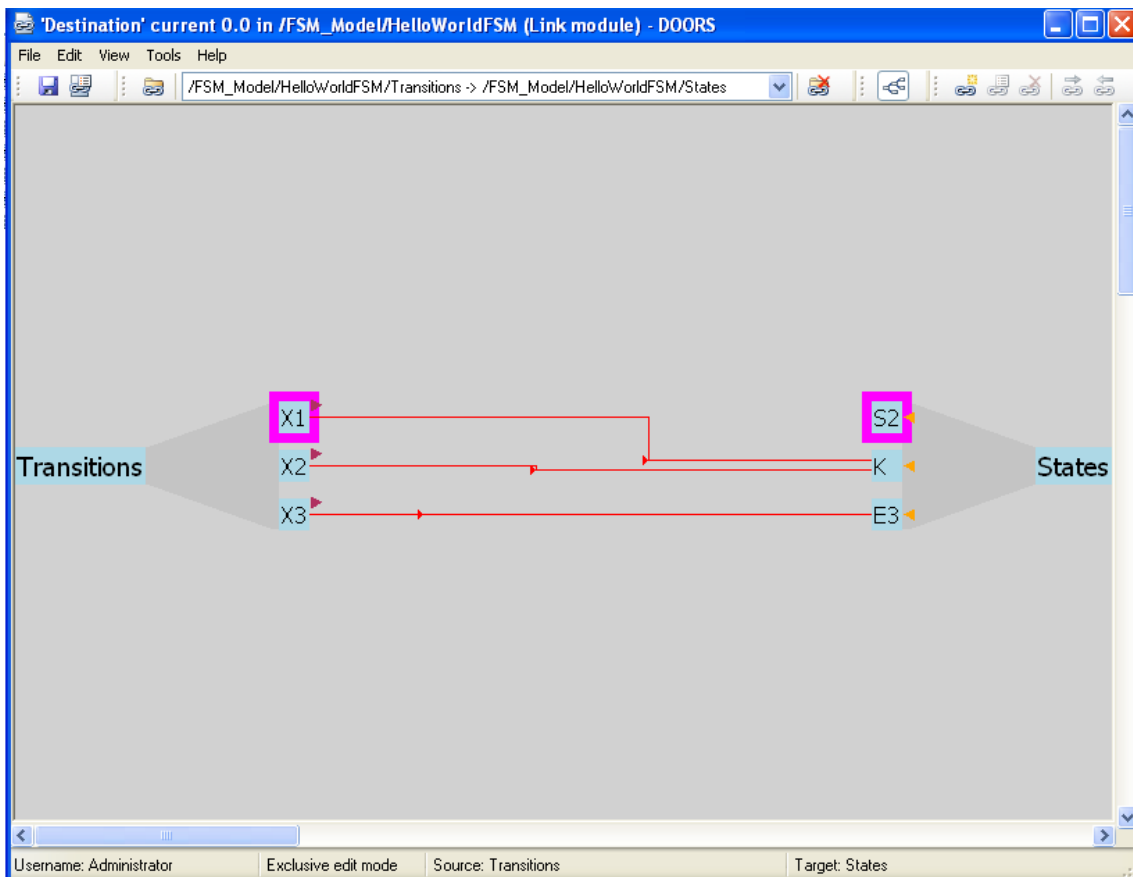 'Destination' current 0.0 in /FSM_Model/HelloWorldFSM (Link module) - DOORS
File Edit View Tools Help
/FSM_Model/HelloWorldFSM/Transitions -> /FSM_Model/HelloWorldFSM/States
X1 S2
Transitions X2 K States
X3 E3
Username: Administrator Exclusive edit mode Source: Transitions Target: States